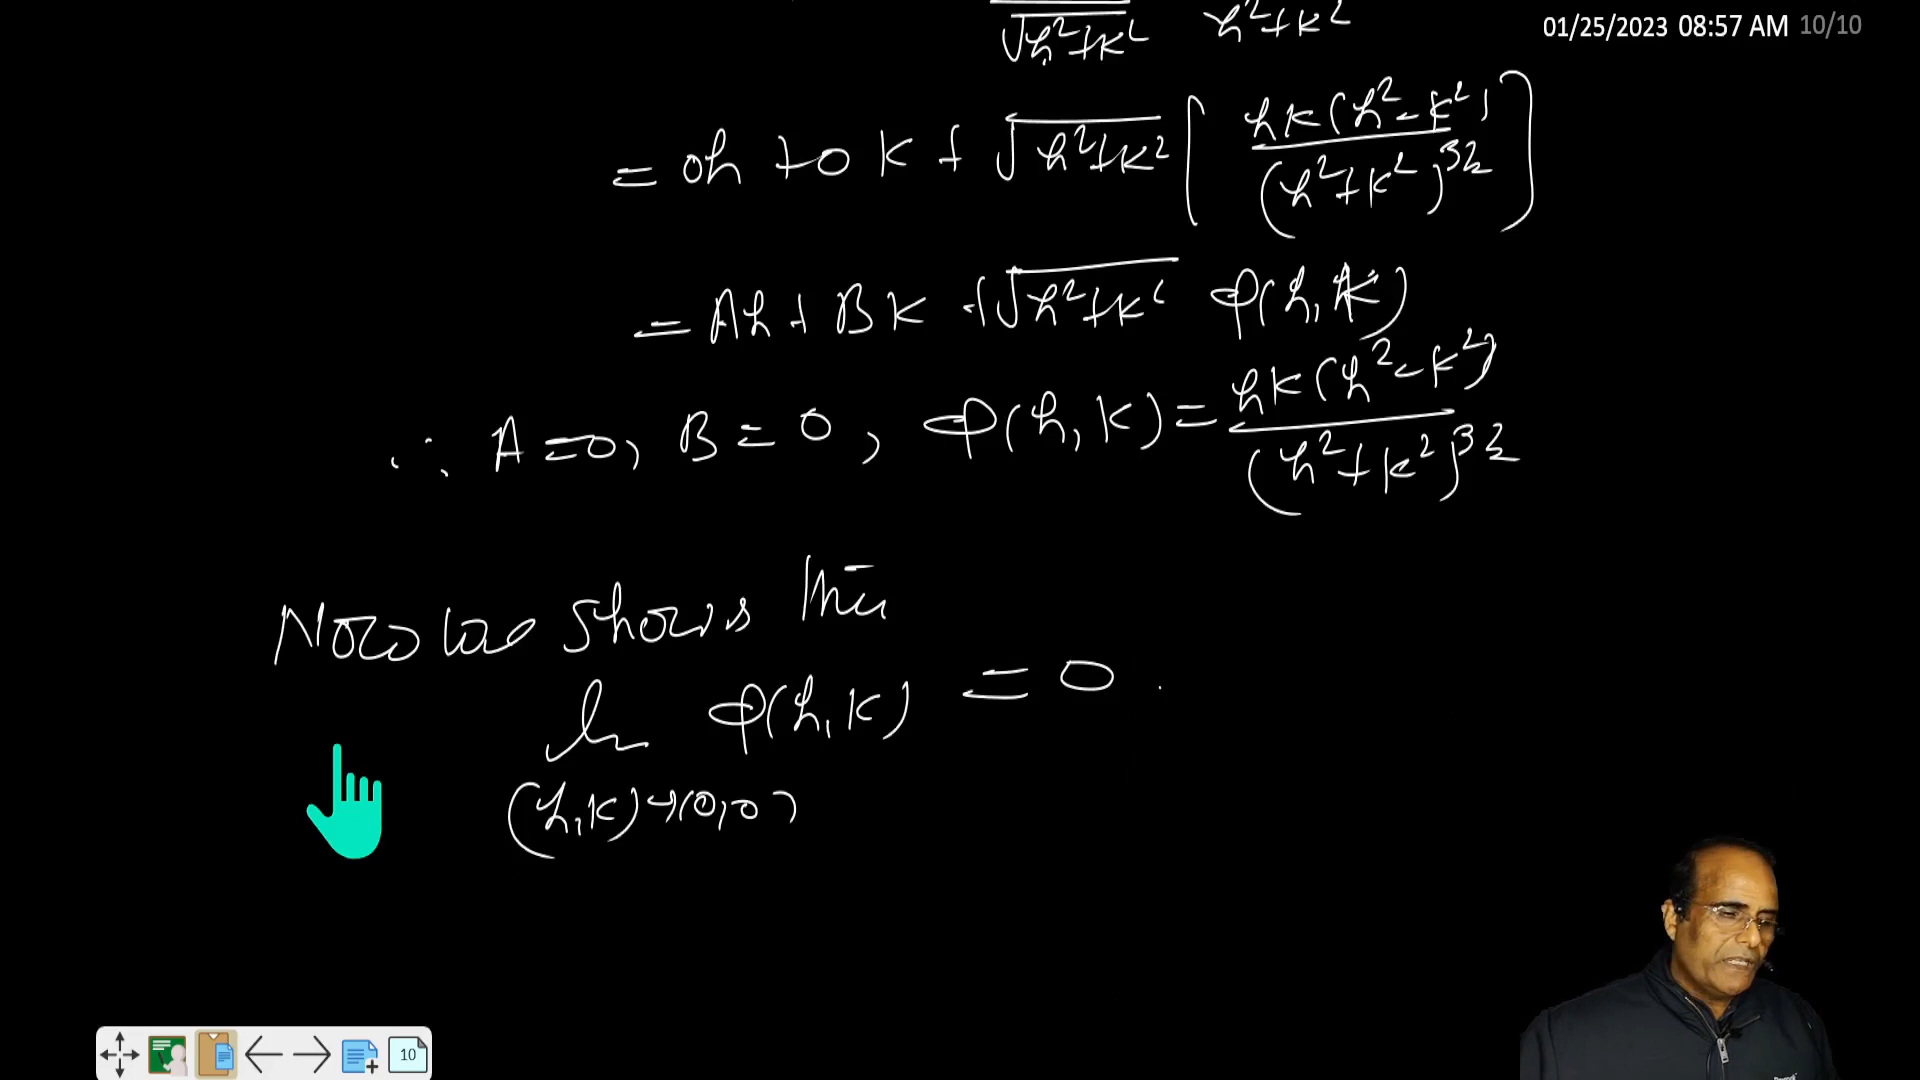 √h²+k² h²+k²
01/25/2023 08:57 AM 10/10
= 0h + 0 k + √h²+k² [ hk(h²-k²) / (h²+k²)^3/2 ]
= Ah + Bk + √h²+k² φ(h,k)
∴ A=0, B=0, φ(h,k) = hk(h²-k²) / (h²+k²)^3/2
Now we shows this
lim φ(h,k) = 0.
(h,k)→(0,0)
10